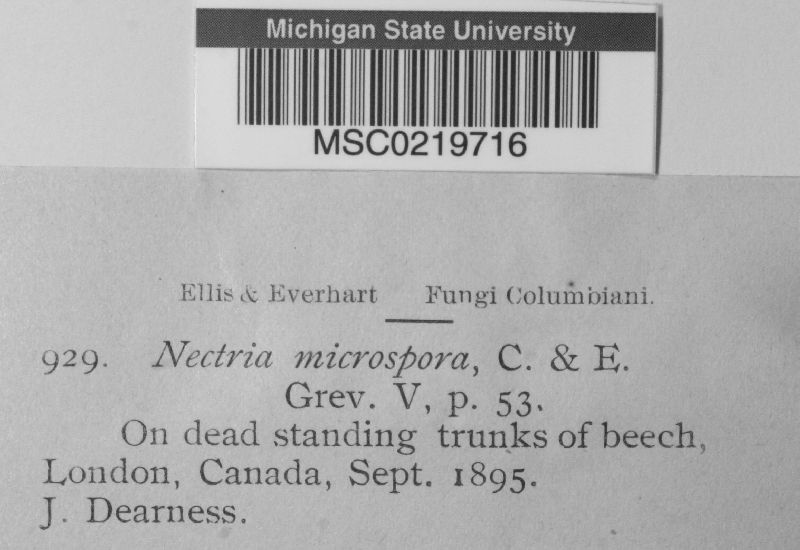 Michigan State University
MSC0219716
Ellis & Everhart Fungi Columbiani.
929. Nectria microspora, C. & E.
Grev. V, p. 53.
On dead standing trunks of beech,
London, Canada, Sept. 1895.
J. Dearness.